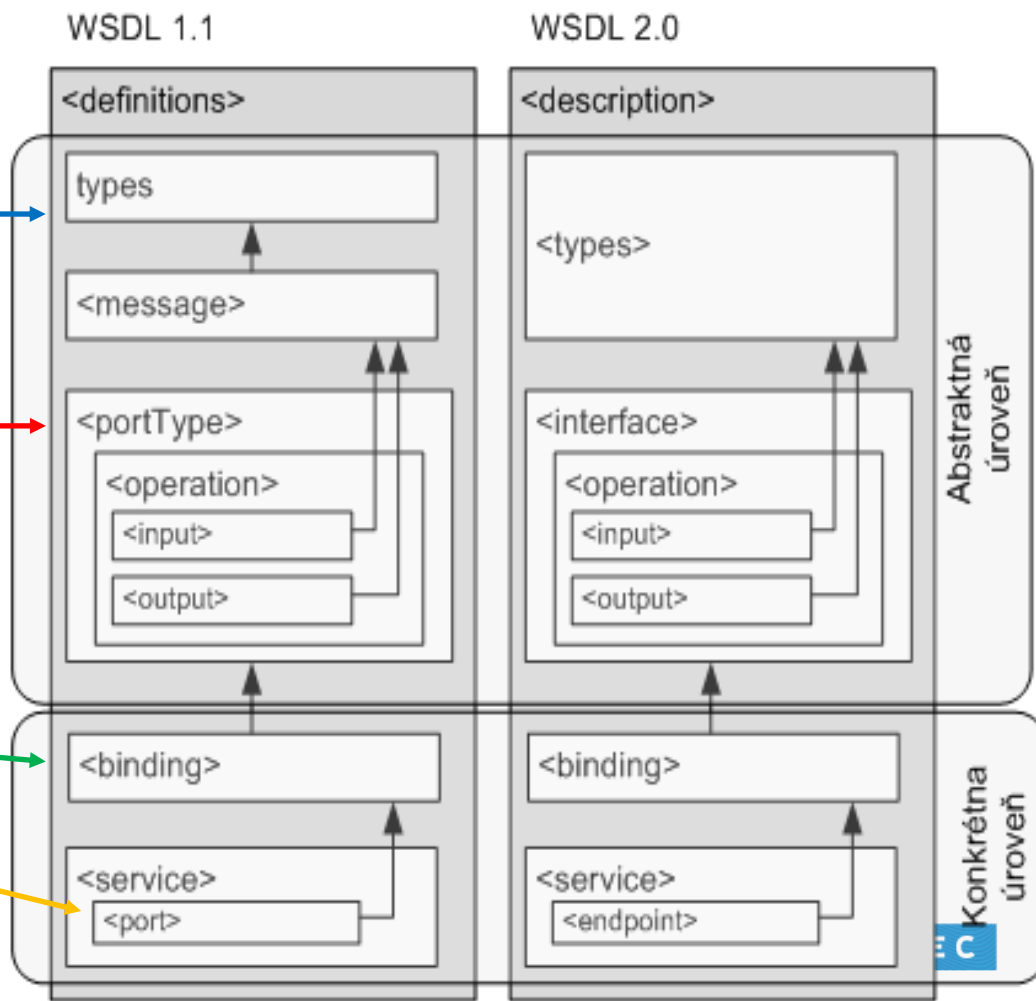 WSDL 1.1
<definitions>
types
<message>
<portType>
<operation>
<input>
<output>
<binding>
<service>
<port>
WSDL 2.0
<description>
<types>
<interface>
<operation>
<input>
<output>
<binding>
<service>
<endpoint>
Abstraktná
úroveň
Konkrétna
úroveň
E C